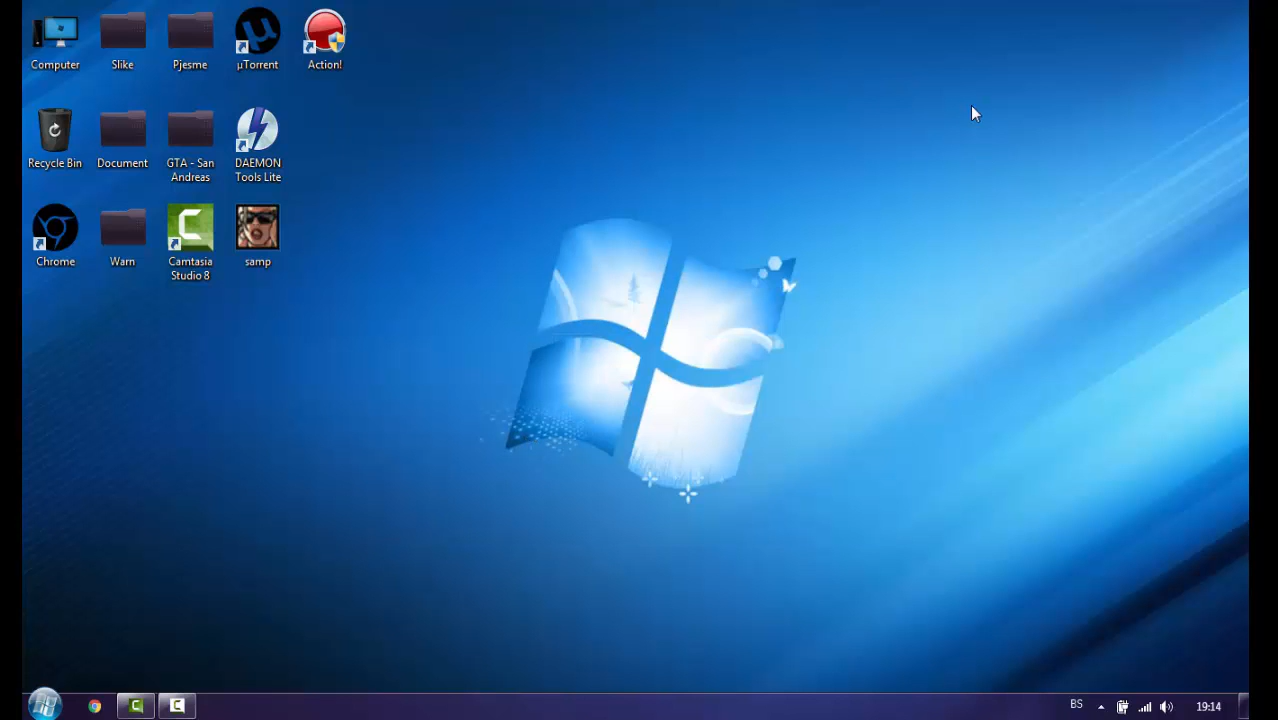 Computer
Slike
Pjesme
µTorrent
Action!
Recycle Bin
Document
GTA - San
Andreas
DAEMON
Tools Lite
Chrome
Warn
Camtasia
Studio 8
samp
BS
19:14